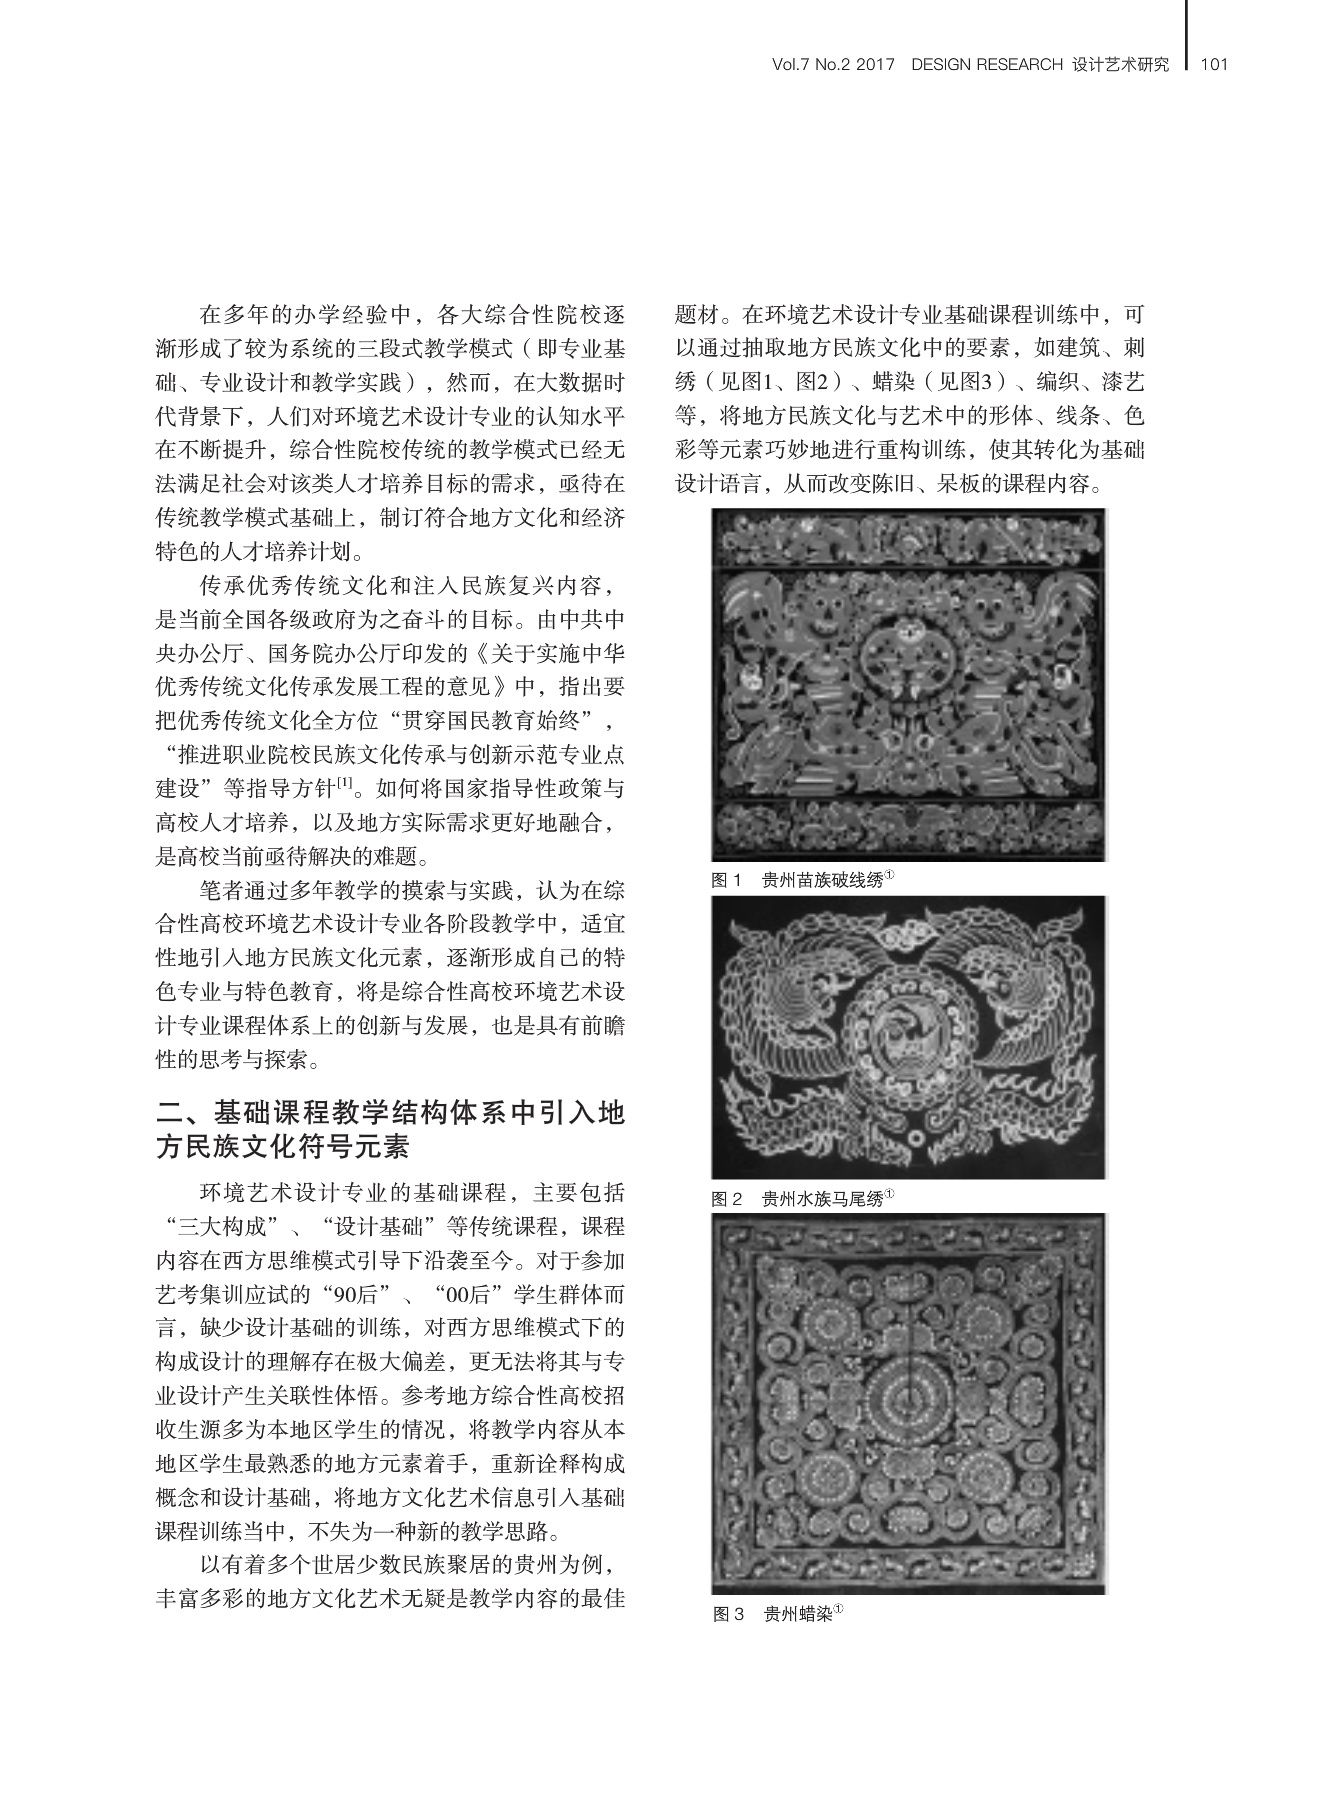 Vol.7 No.2 2017 DESIGN RESEARCH 设计艺术研究 101
在多年的办学经验中，各大综合性院校逐
渐形成了较为系统的三段式教学模式（即专业基
础、专业设计和教学实践），然而，在大数据时
代背景下，人们对环境艺术设计专业的认知水平
在不断提升，综合性院校传统的教学模式已经无
法满足社会对该类人才培养目标的需求，亟待在
传统教学模式基础上，制订符合地方文化和经济
特色的人才培养计划。
传承优秀传统文化和注入民族复兴内容，
是当前全国各级政府为之奋斗的目标。由中共中
央办公厅、国务院办公厅印发的《关于实施中华
优秀传统文化传承发展工程的意见》中，指出要
把优秀传统文化全方位“贯穿国民教育始终”，
“推进职业院校民族文化传承与创新示范专业点
建设”等指导方针[1]。如何将国家指导性政策与
高校人才培养，以及地方实际需求更好地融合，
是高校当前亟待解决的难题。
笔者通过多年教学的摸索与实践，认为在综
合性高校环境艺术设计专业各阶段教学中，适宜
性地引入地方民族文化元素，逐渐形成自己的特
色专业与特色教育，将是综合性高校环境艺术设
计专业课程体系上的创新与发展，也是具有前瞻
性的思考与探索。
二、基础课程教学结构体系中引入地
方民族文化符号元素
环境艺术设计专业的基础课程，主要包括
“三大构成”、“设计基础”等传统课程，课程
内容在西方思维模式引导下沿袭至今。对于参加
艺考集训应试的“90后”、“00后”学生群体而
言，缺少设计基础的训练，对西方思维模式下的
构成设计的理解存在极大偏差，更无法将其与专
业设计产生关联性体悟。参考地方综合性高校招
收生源多为本地区学生的情况，将教学内容从本
地区学生最熟悉的地方元素着手，重新诠释构成
概念和设计基础，将地方文化艺术信息引入基础
课程训练当中，不失为一种新的教学思路。
以有着多个世居少数民族聚居的贵州为例，
丰富多彩的地方文化艺术无疑是教学内容的最佳
题材。在环境艺术设计专业基础课程训练中，可
以通过抽取地方民族文化中的要素，如建筑、刺
绣（见图1、图2）、蜡染（见图3）、编织、漆艺
等，将地方民族文化与艺术中的形体、线条、色
彩等元素巧妙地进行重构训练，使其转化为基础
设计语言，从而改变陈旧、呆板的课程内容。
图 1 贵州苗族破线绣①
图 2 贵州水族马尾绣①
图 3 贵州蜡染①